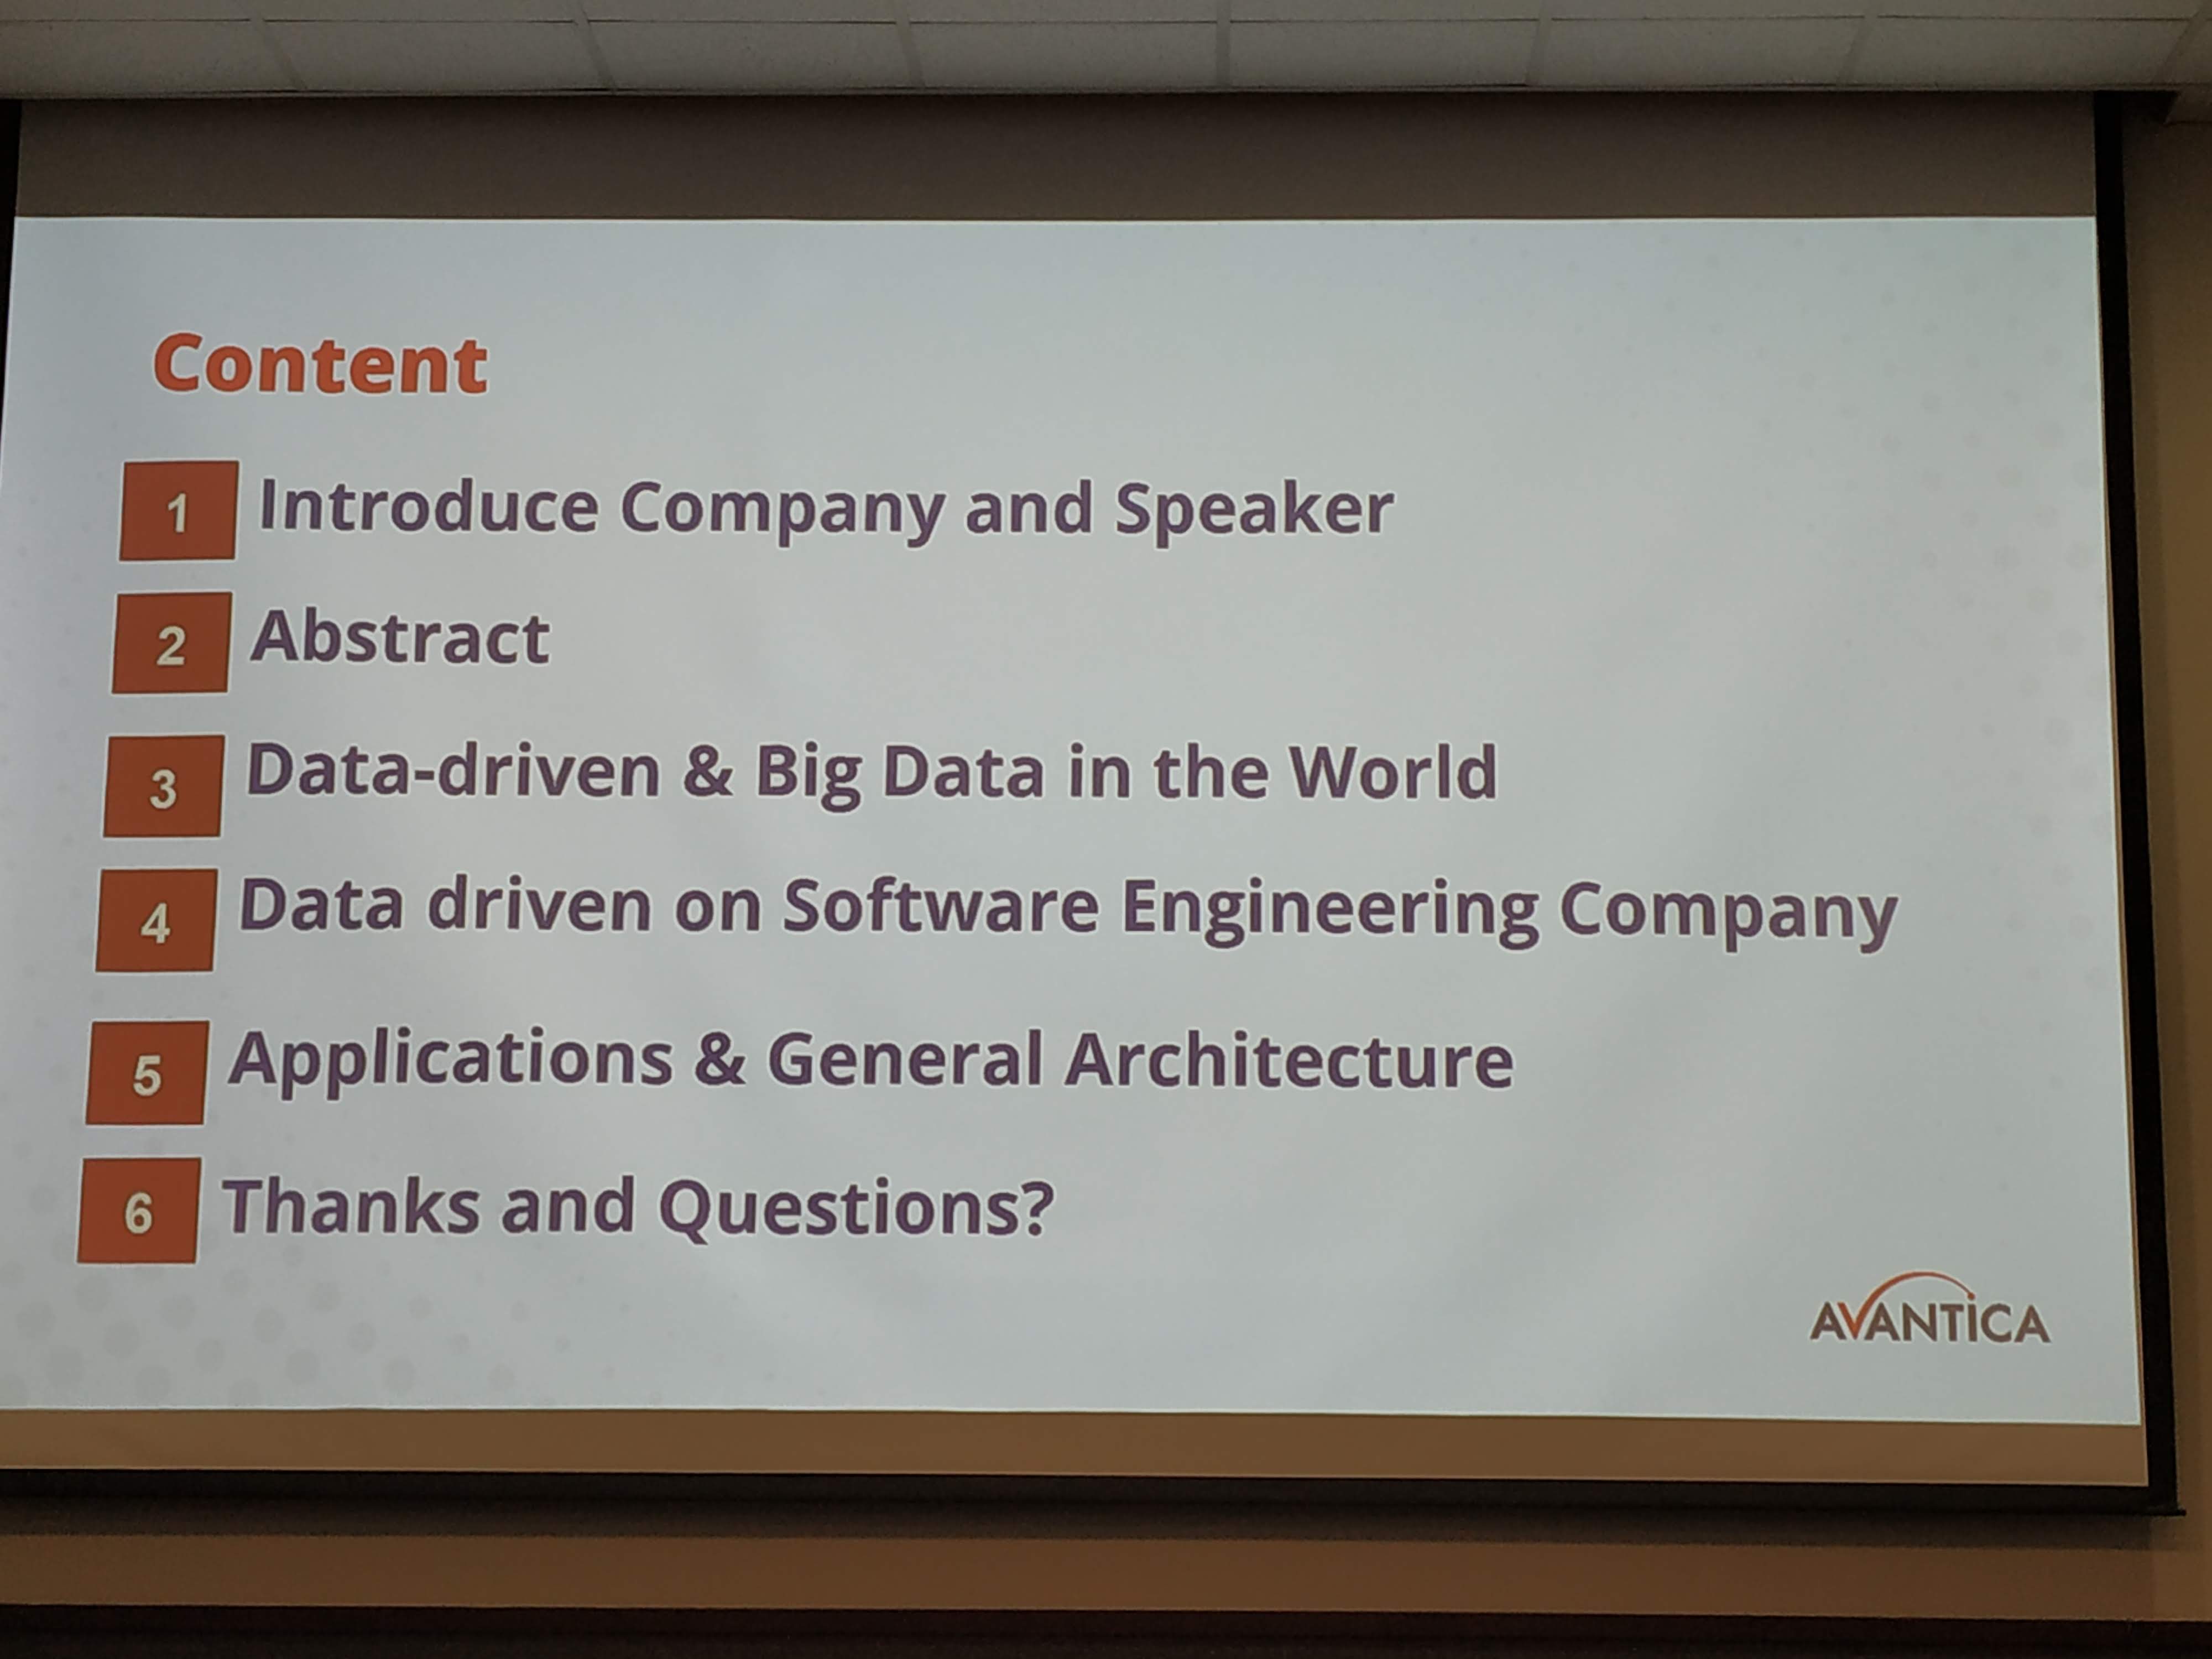 Content
1 Introduce Company and Speaker
2 Abstract
3 Data-driven & Big Data in the World
4 Data driven on Software Engineering Company
5 Applications & General Architecture
6 Thanks and Questions?
AVANTICA